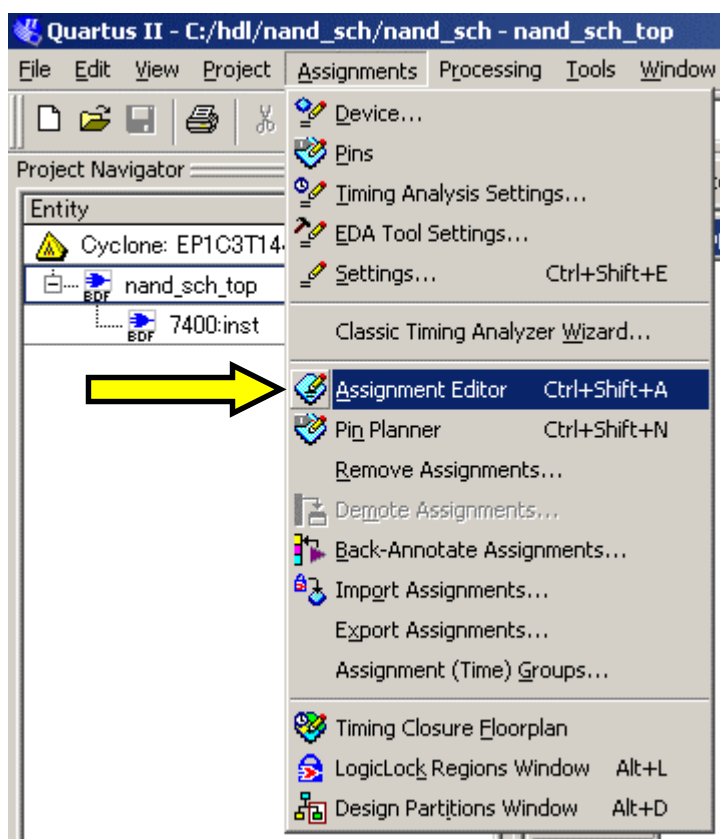 Quartus II - C:/hdl/nand_sch/nand_sch - nand_sch_top
File Edit View Project Assignments Processing Tools Window
Project Navigator
Entity
Cyclone: EP1C3T14
BDF nand_sch_top
BDF 7400:inst
Device...
Pins
Timing Analysis Settings...
EDA Tool Settings...
Settings... Ctrl+Shift+E
Classic Timing Analyzer Wizard...
Assignment Editor Ctrl+Shift+A
Pin Planner Ctrl+Shift+N
Remove Assignments...
Demote Assignments...
Back-Annotate Assignments...
Import Assignments...
Export Assignments...
Assignment (Time) Groups...
Timing Closure Floorplan
LogicLock Regions Window Alt+L
Design Partitions Window Alt+D